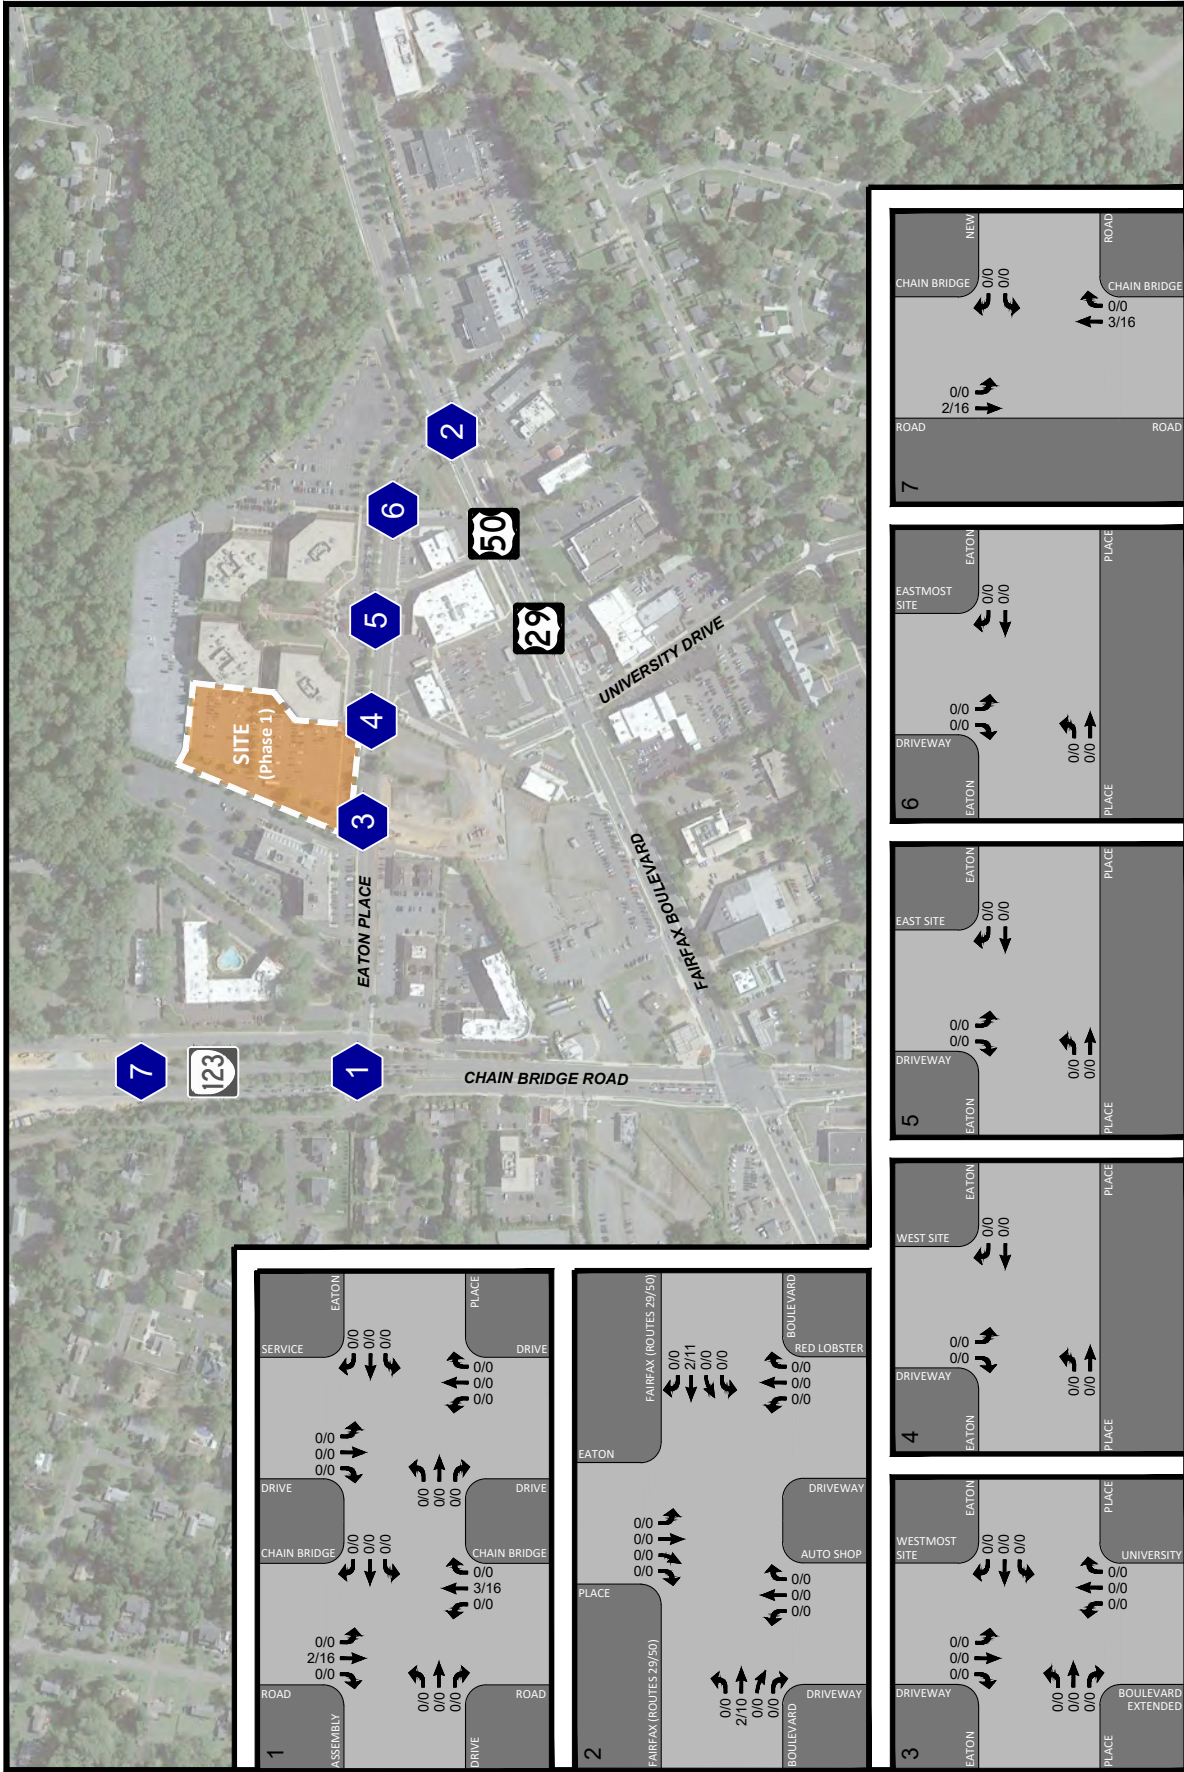 7
123
1
EATON PLACE
CHAIN BRIDGE ROAD
SITE
(Phase 1)
3
4
5
6
2
50
29
UNIVERSITY DRIVE
FAIRFAX BOULEVARD
1
ASSEMBLY
ROAD
DRIVE
ROAD
CHAIN BRIDGE
DRIVE
CHAIN BRIDGE
DRIVE
SERVICE
EATON
PLACE
DRIVE
0/0
2/16
0/0
0/0
0/0
0/0
0/0
0/0
0/0
0/0
3/16
0/0
0/0
0/0
0/0
0/0
0/0
0/0
0/0
0/0
0/0
0/0
0/0
0/0
2
FAIRFAX (ROUTES 29/50)
PLACE
EATON
FAIRFAX (ROUTES 29/50)
BOULEVARD
DRIVEWAY
AUTO SHOP
DRIVEWAY
RED LOBSTER
BOULEVARD
0/0
0/0
0/0
0/0
0/0
2/11
0/0
0/0
0/0
2/10
0/0
0/0
0/0
0/0
0/0
0/0
0/0
0/0
3
EATON
DRIVEWAY
WESTMOST
SITE
EATON
PLACE
BOULEVARD
EXTENDED
UNIVERSITY
PLACE
0/0
0/0
0/0
0/0
0/0
0/0
0/0
0/0
0/0
0/0
0/0
0/0
4
EATON
DRIVEWAY
WEST SITE
EATON
PLACE
PLACE
0/0
0/0
0/0
0/0
0/0
0/0
5
EATON
DRIVEWAY
EAST SITE
EATON
PLACE
PLACE
0/0
0/0
0/0
0/0
0/0
0/0
6
EATON
DRIVEWAY
EASTMOST
SITE
EATON
PLACE
PLACE
0/0
0/0
0/0
0/0
0/0
0/0
7
ROAD
CHAIN BRIDGE
NEW
ROAD
CHAIN BRIDGE
ROAD
0/0
2/16
0/0
0/0
0/0
3/16